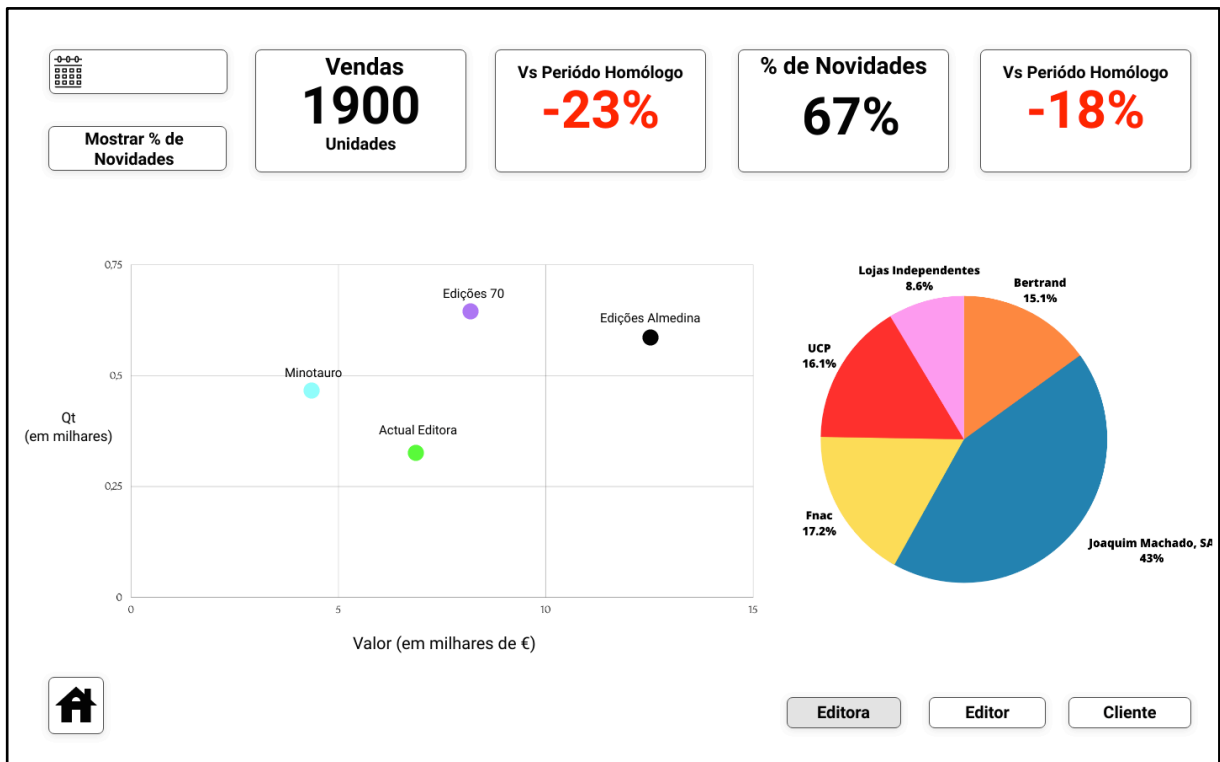 Mostrar % de
Novidades
Vendas
1900
Unidades
Vs Periódo Homólogo
-23%
% de Novidades
67%
Vs Periódo Homólogo
-18%
0,75
0,5
0,25
0
Qt
(em milhares)
Edições 70
Edições Almedina
Minotauro
Actual Editora
0
5
10
15
Valor (em milhares de €)
Lojas Independentes
8.6%
Bertrand
15.1%
UCP
16.1%
Fnac
17.2%
Joaquim Machado, SA
43%
Editora
Editor
Cliente